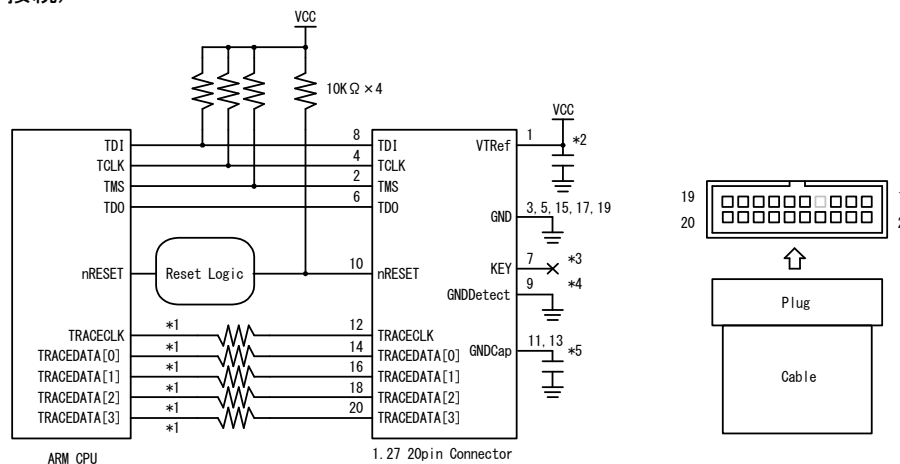 接続)
VCC
10KΩ×4
VCC
TDI 8 TDI VTRef 1 *2
TCLK 4 TCLK
TMS 2 TMS
TDO 6 TDO
GND 3, 5, 15, 17, 19
nRESET Reset Logic 10 nRESET KEY 7 *3
GNDDetect 9 *4
TRACECLK *1 12 TRACECLK
TRACEDATA[0] *1 14 TRACEDATA[0] GNDCap 11, 13 *5
TRACEDATA[1] *1 16 TRACEDATA[1]
TRACEDATA[2] *1 18 TRACEDATA[2]
TRACEDATA[3] *1 20 TRACEDATA[3]
*1
ARM CPU
1.27 20pin Connector
19
20
Plug
Cable